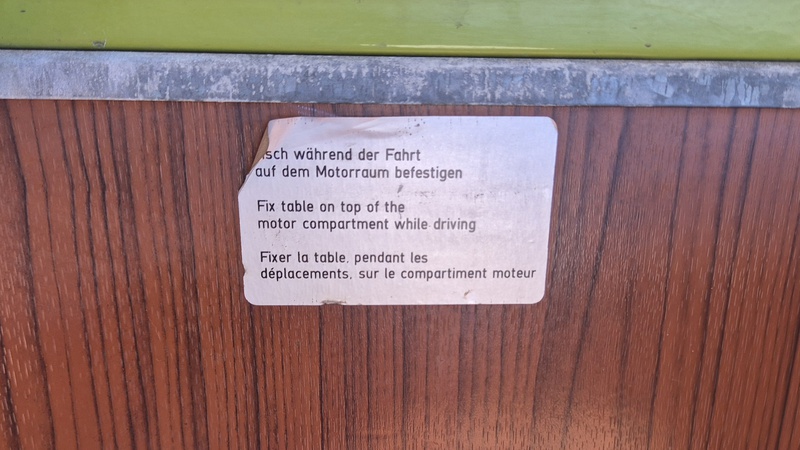 während der Fahrt
auf dem Motorraum befestigen
Fix table on top of the
motor compartment while driving
Fixer la table, pendant les
déplacements, sur le compartiment moteur